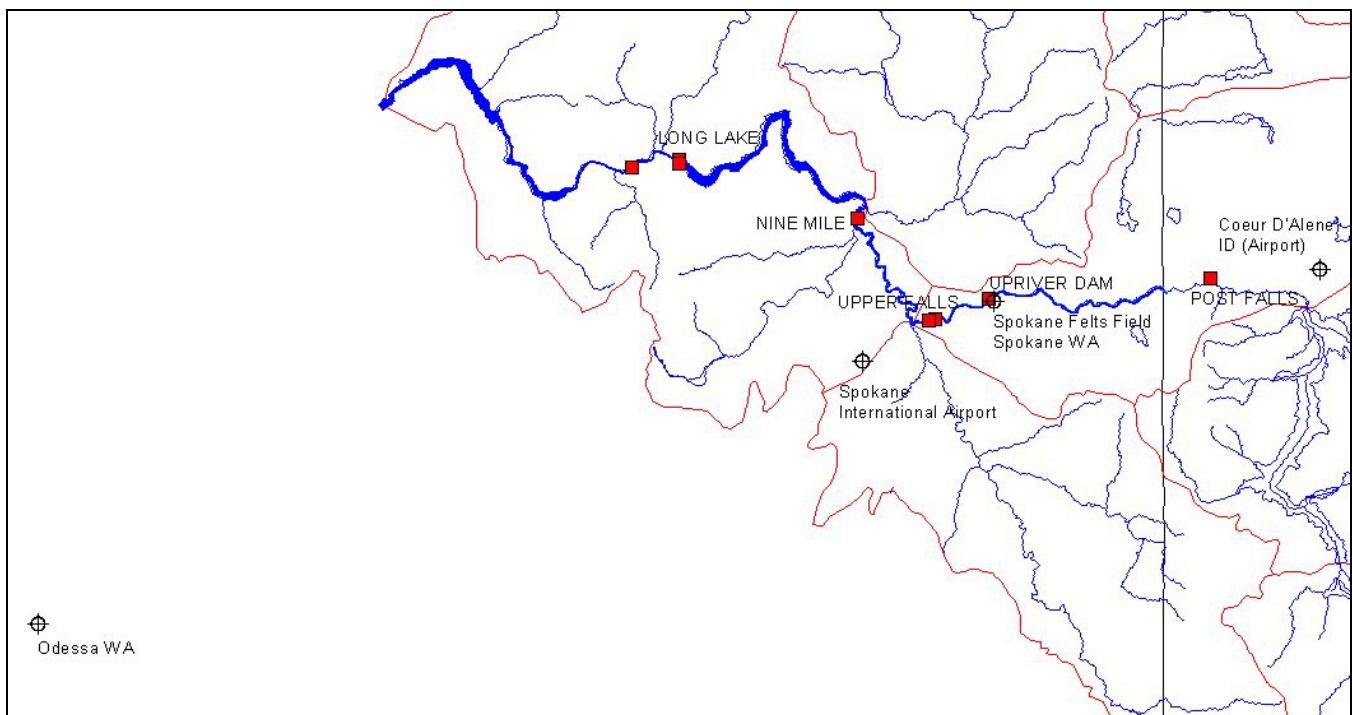 LONG LAKE
NINE MILE
Coeur D'Alene
ID (Airport)
UPRIVER DAM
UPPER FALLS
POST FALLS
Spokane Felts Field
Spokane WA
Spokane
International Airport
Odessa WA